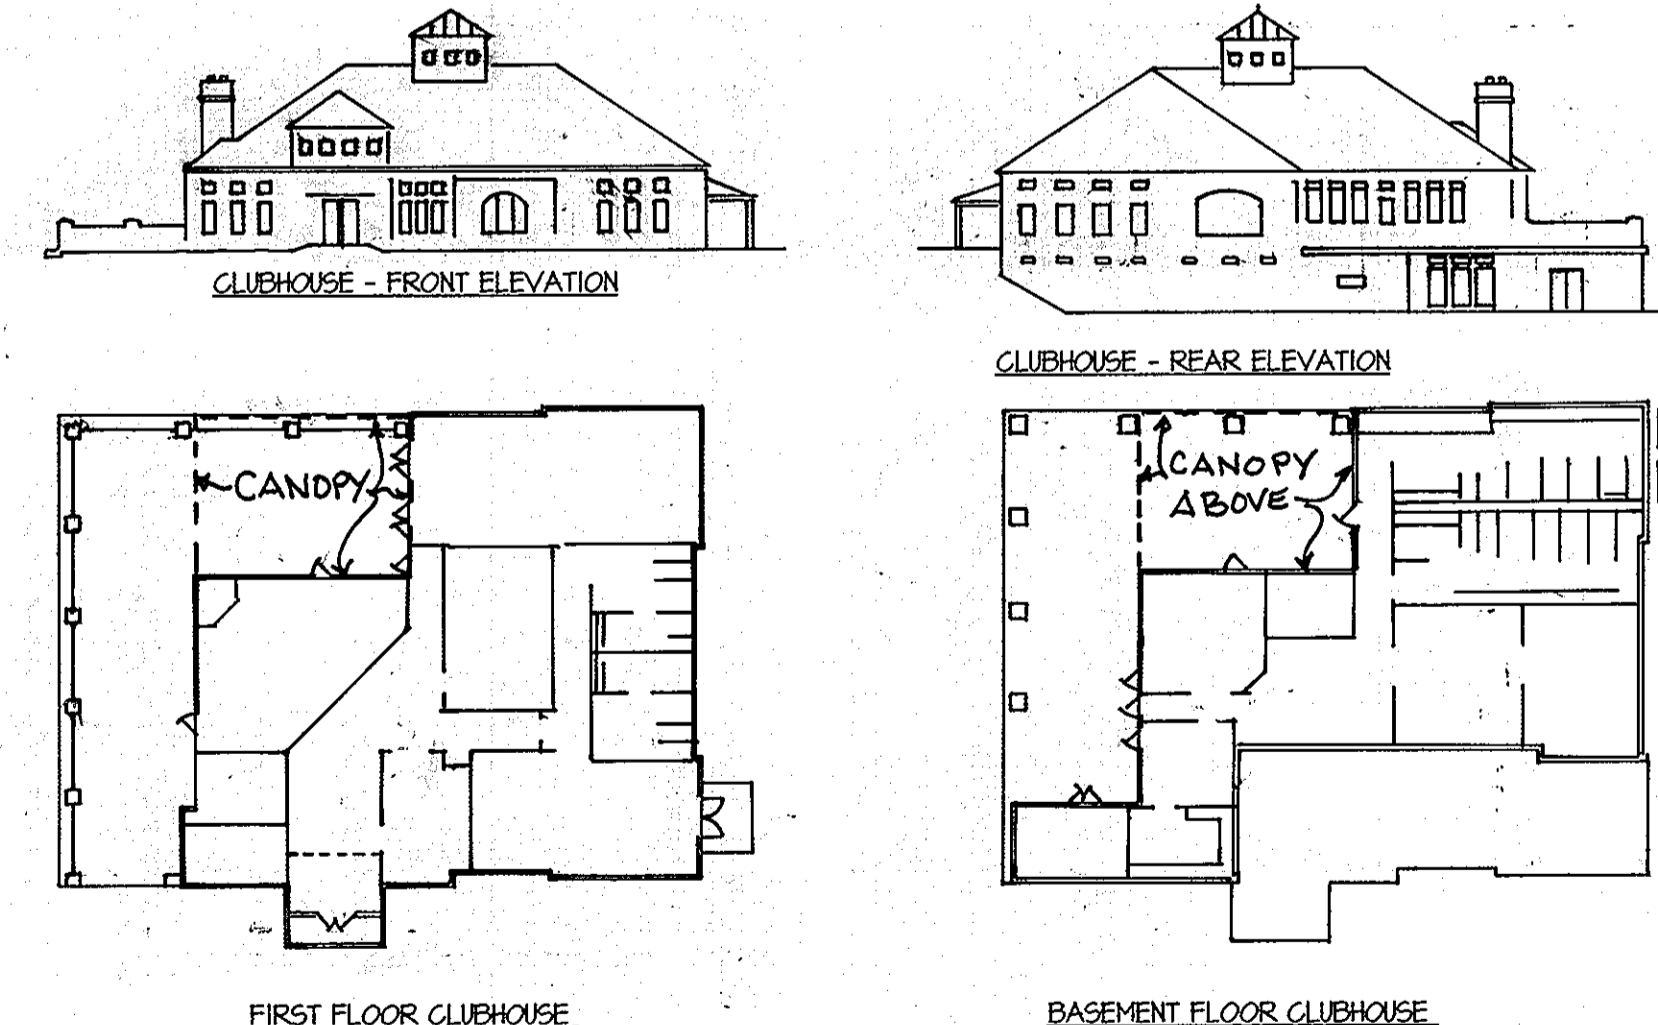 CLUBHOUSE - FRONT ELEVATION
CLUBHOUSE - REAR ELEVATION
CANOPY
CANOPY
ABOVE
FIRST FLOOR CLUBHOUSE
BASEMENT FLOOR CLUBHOUSE